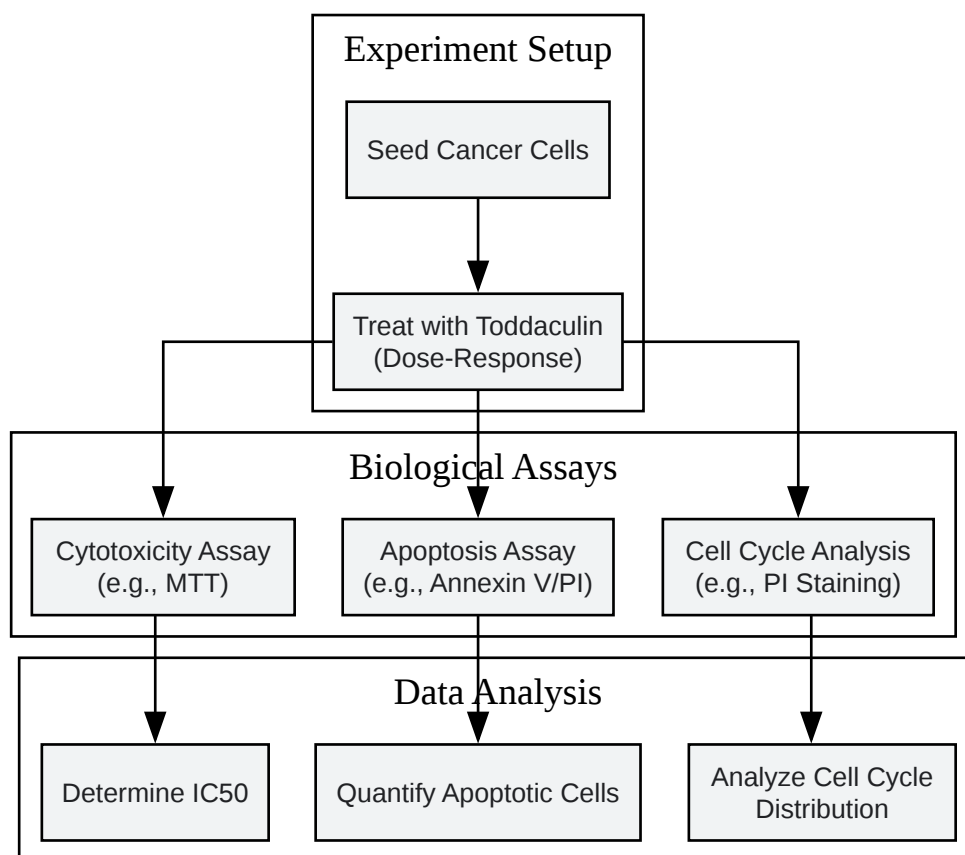 Experiment Setup
Seed Cancer Cells
Treat with Toddaculin
(Dose-Response)
Biological Assays
Cytotoxicity Assay
(e.g., MTT)
Apoptosis Assay
(e.g., Annexin V/PI)
Cell Cycle Analysis
(e.g., PI Staining)
Data Analysis
Determine IC50
Quantify Apoptotic Cells
Analyze Cell Cycle
Distribution